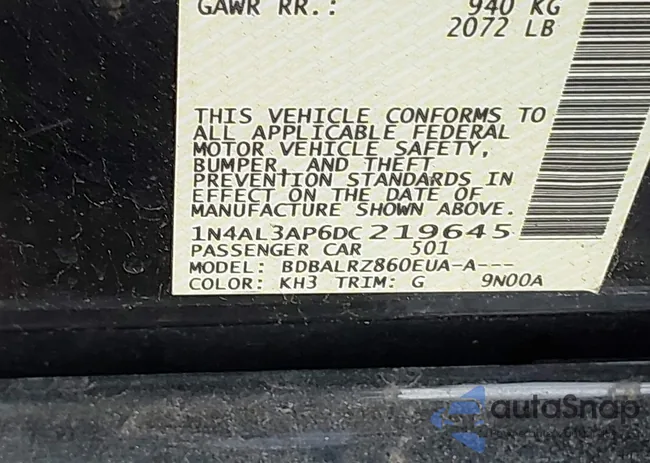 GAWR RR.: 940 KG
2072 LB
THIS VEHICLE CONFORMS TO
ALL APPLICABLE FEDERAL
MOTOR VEHICLE SAFETY,
BUMPER, AND THEFT
PREVENTION STANDARDS IN
EFFECT ON THE DATE OF
MANUFACTURE SHOWN ABOVE.
1N4AL3AP6DC219645
PASSENGER CAR 501
MODEL: BDBALRZ860EUA-A---
COLOR: KH3 TRIM: G 9N00A
autoSnap